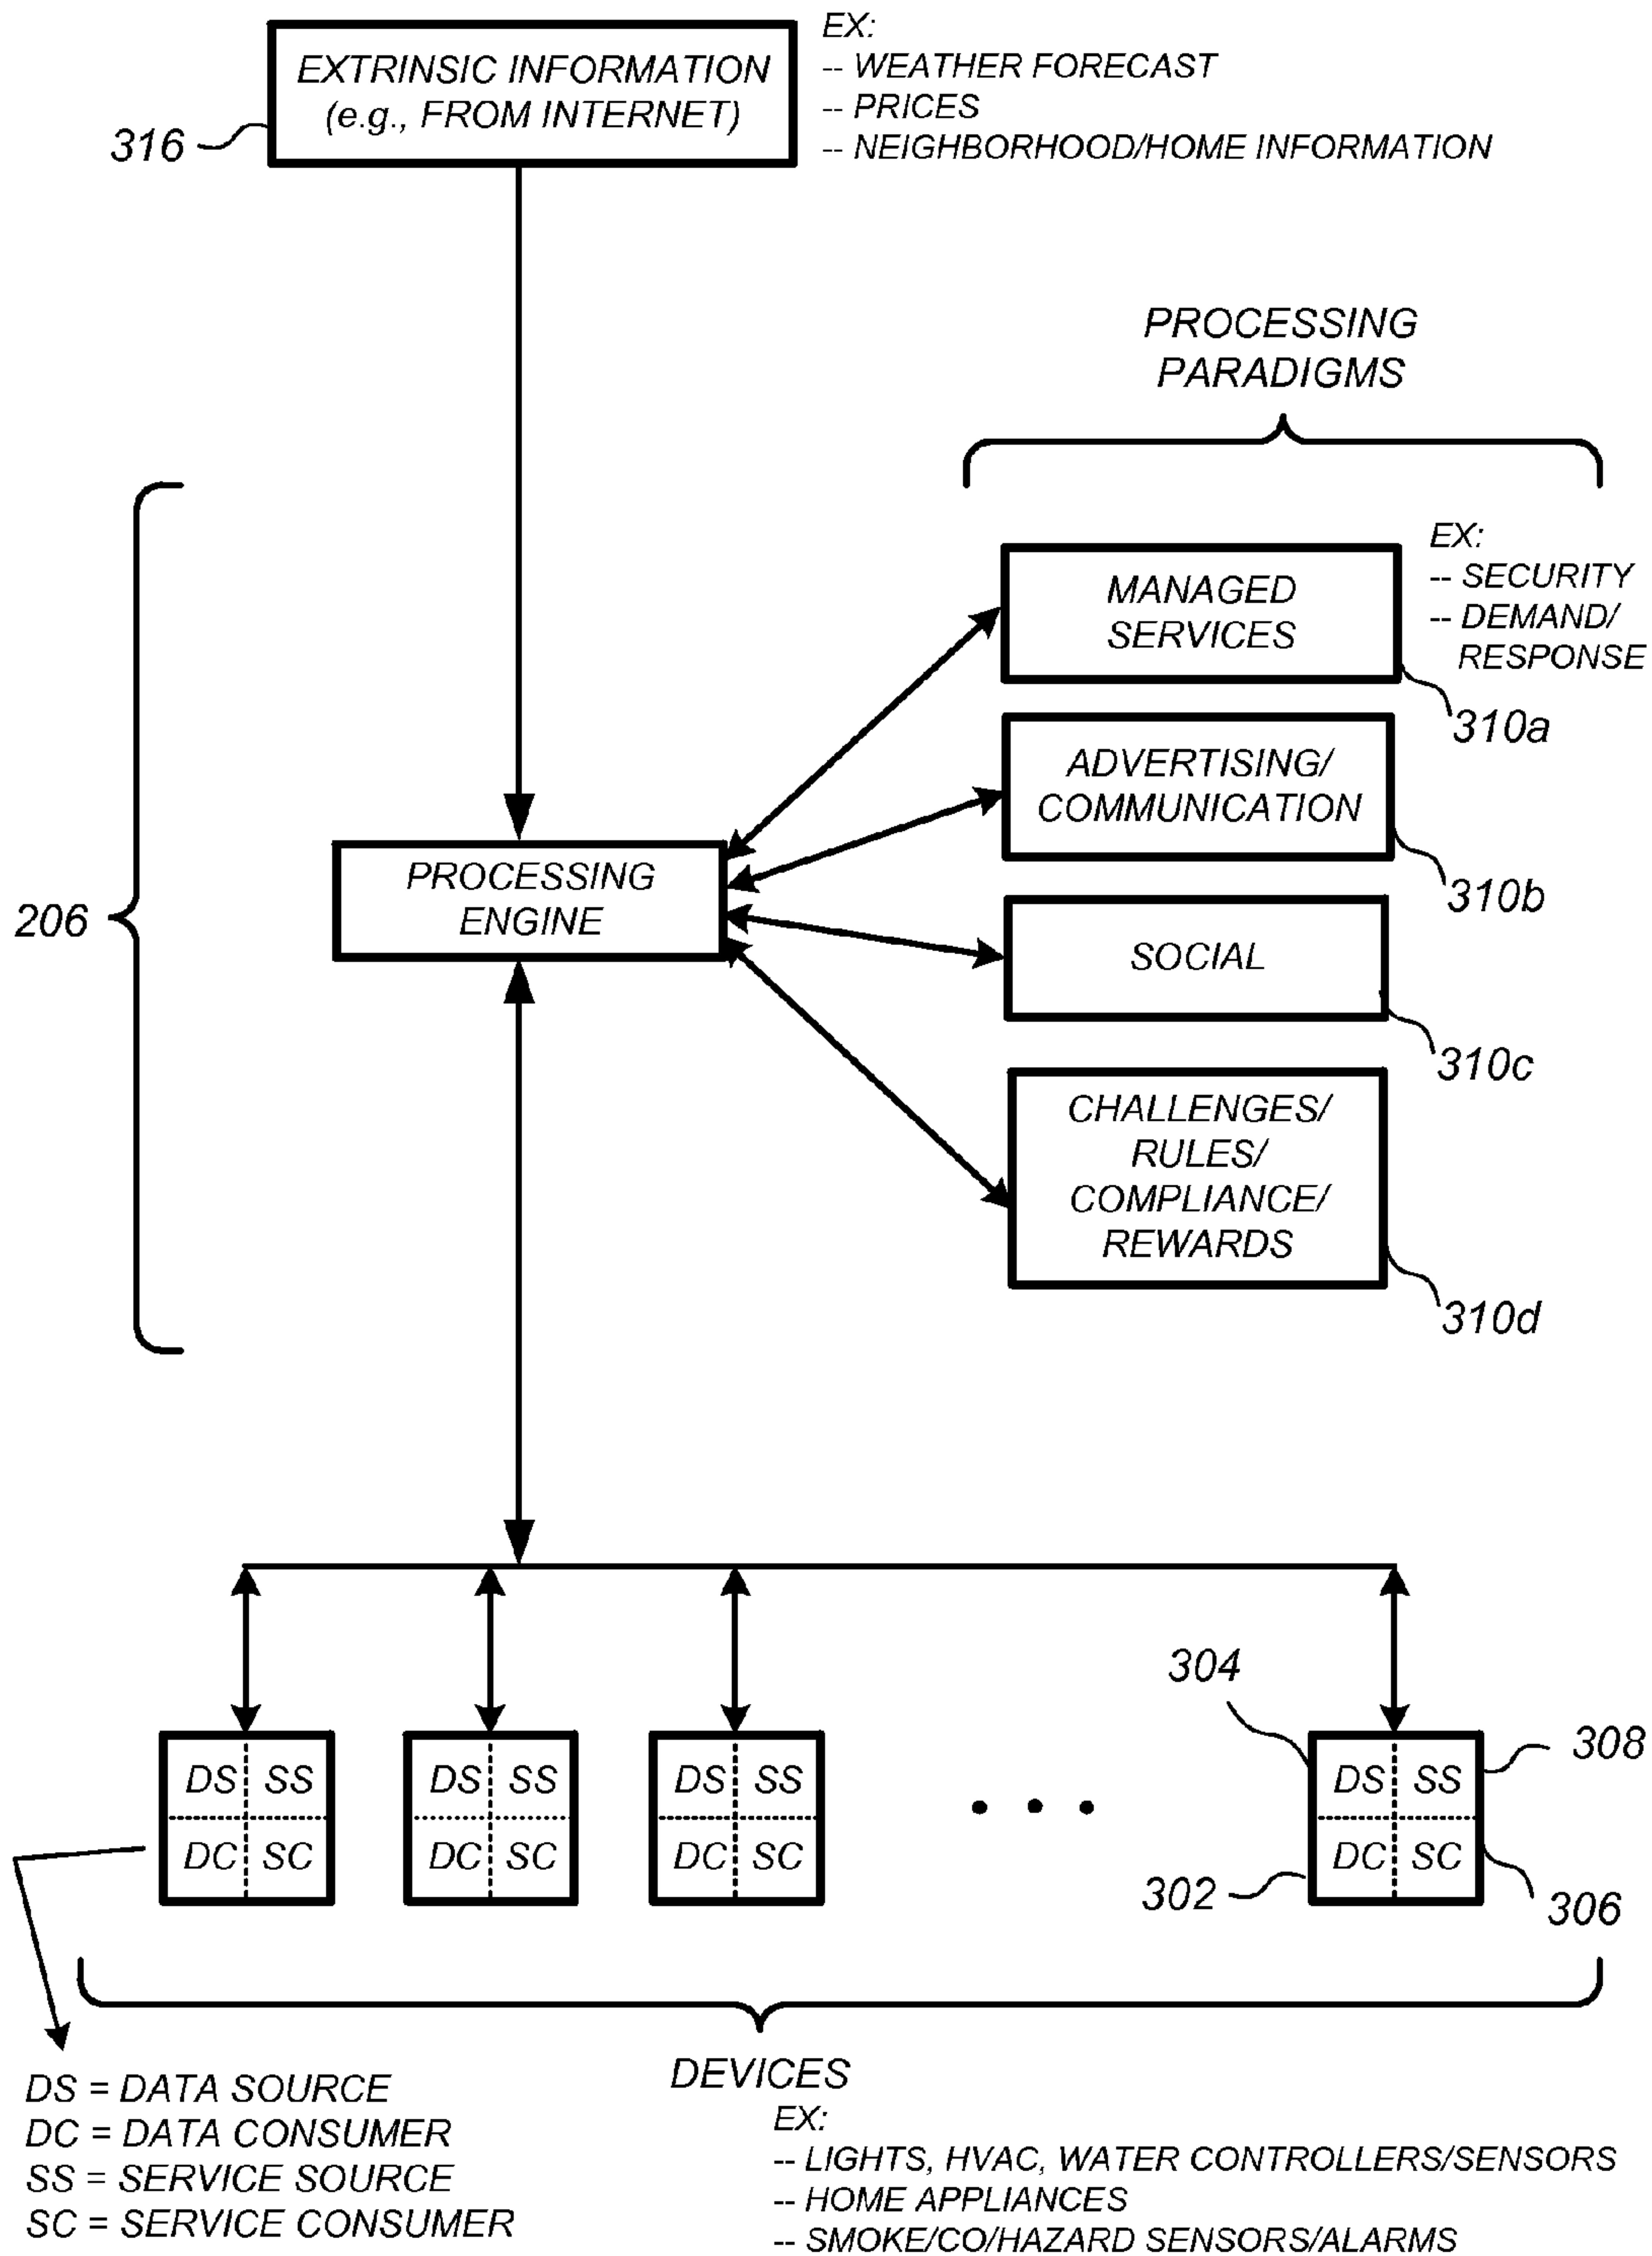 EXTRINSIC INFORMATION
(e.g., FROM INTERNET)
316
EX:
-- WEATHER FORECAST
-- PRICES
-- NEIGHBORHOOD/HOME INFORMATION
PROCESSING
PARADIGMS
MANAGED
SERVICES
EX:
-- SECURITY
-- DEMAND/
RESPONSE
310a
ADVERTISING/
COMMUNICATION
310b
PROCESSING
ENGINE
206
SOCIAL
310c
CHALLENGES/
RULES/
COMPLIANCE/
REWARDS
310d
304
308
DS SS
DC SC
DS SS
DC SC
DS SS
DC SC
• • •
DS SS
DC SC
302
306
DS = DATA SOURCE
DC = DATA CONSUMER
SS = SERVICE SOURCE
SC = SERVICE CONSUMER
DEVICES
EX:
-- LIGHTS, HVAC, WATER CONTROLLERS/SENSORS
-- HOME APPLIANCES
-- SMOKE/CO/HAZARD SENSORS/ALARMS